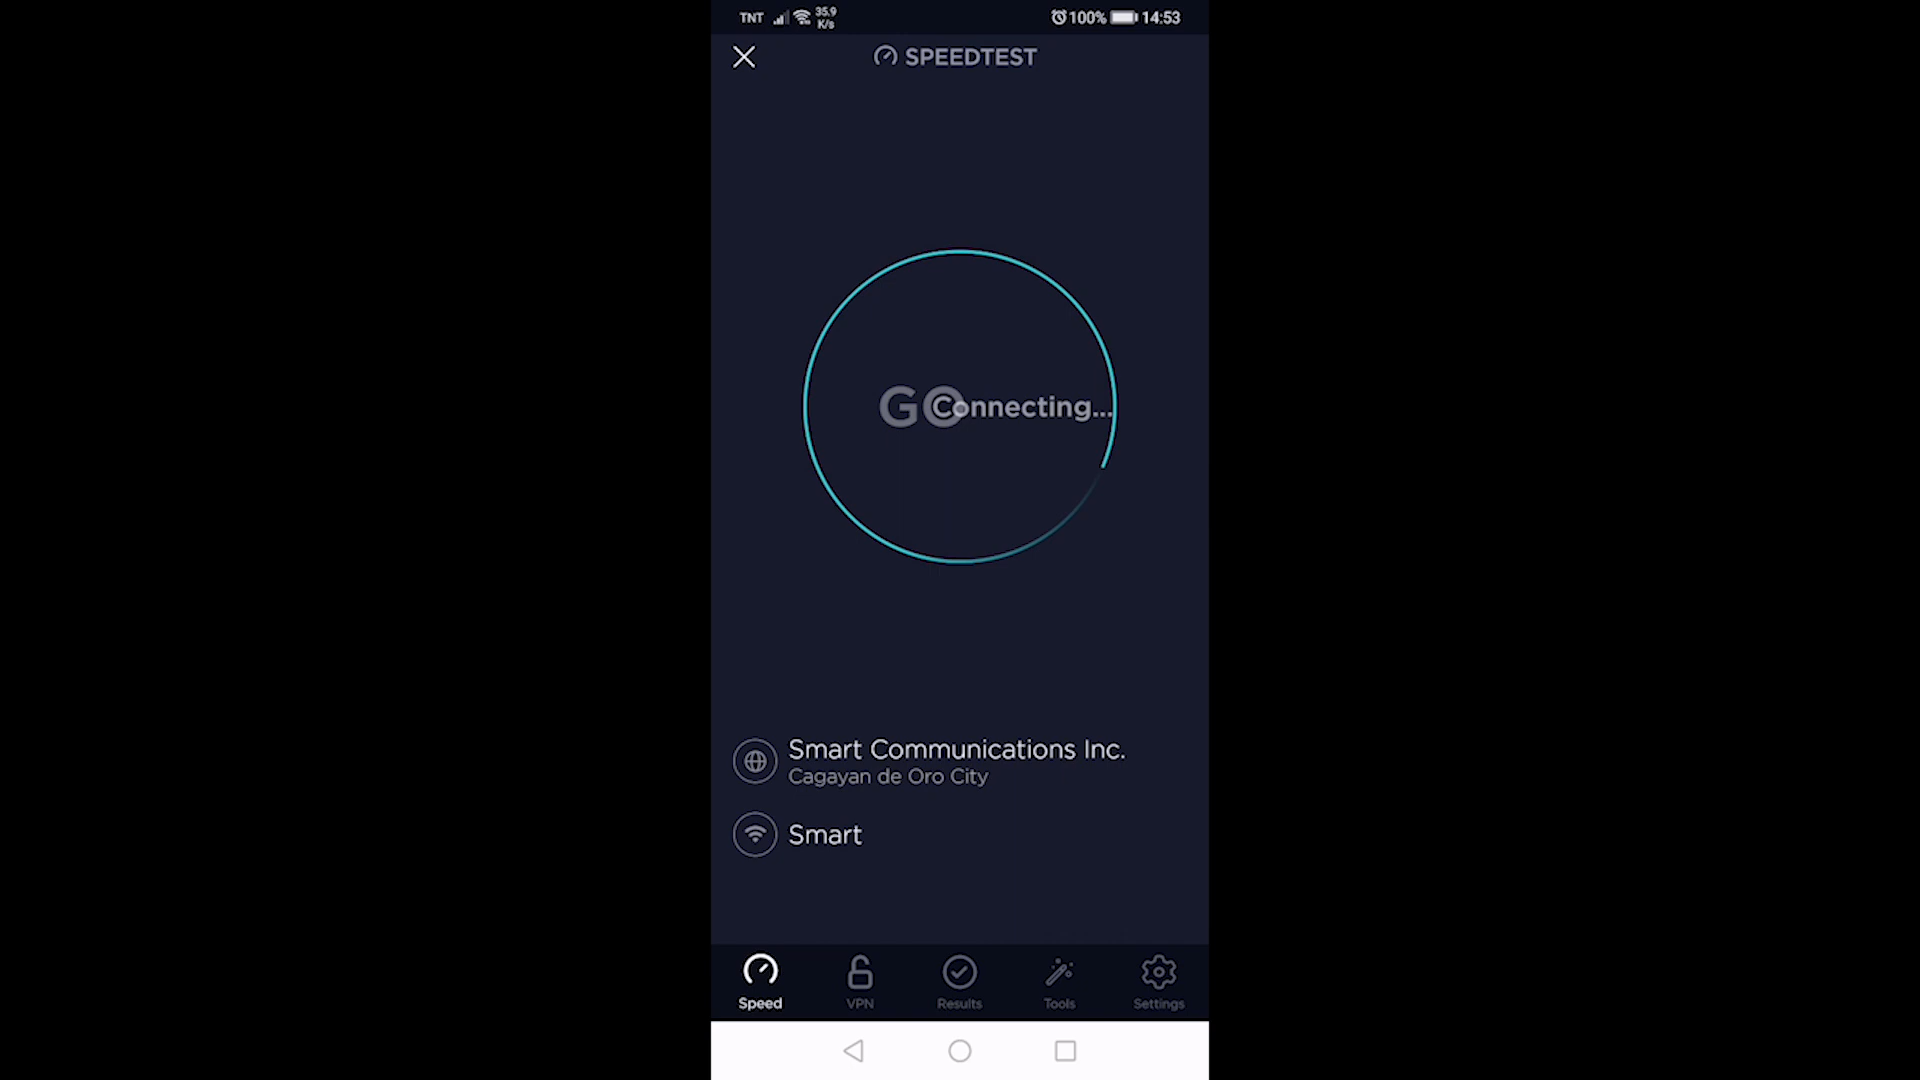 TNT 35.9 K/s 100% 14:53
SPEEDTEST
GO Connecting...
Smart Communications Inc.
Cagayan de Oro City
Smart
Speed VPN Results Tools Settings